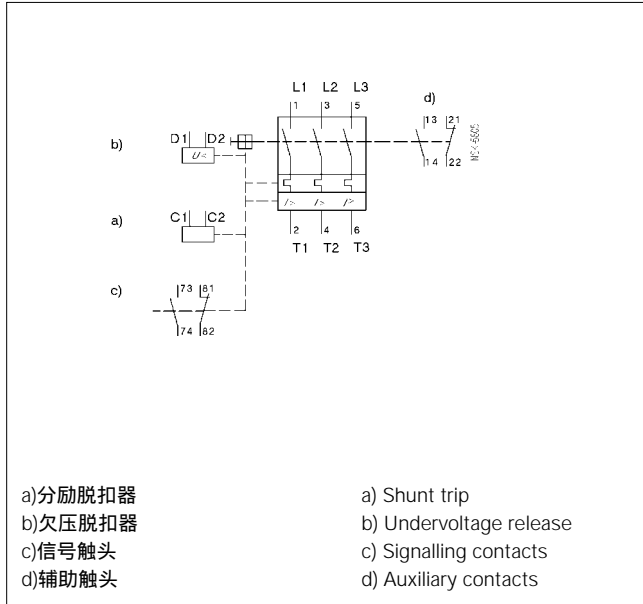 L1 L2 L3
d)
1 3 5
13 21
D1 D2
b)
U<
14 22
NSK-6805
C1 C2
a)
I> I> I>
2 4 6
T1 T2 T3
c)
73 81
74 82
a)分励脱扣器
b)欠压脱扣器
c)信号触头
d)辅助触头
a) Shunt trip
b) Undervoltage release
c) Signalling contacts
d) Auxiliary contacts